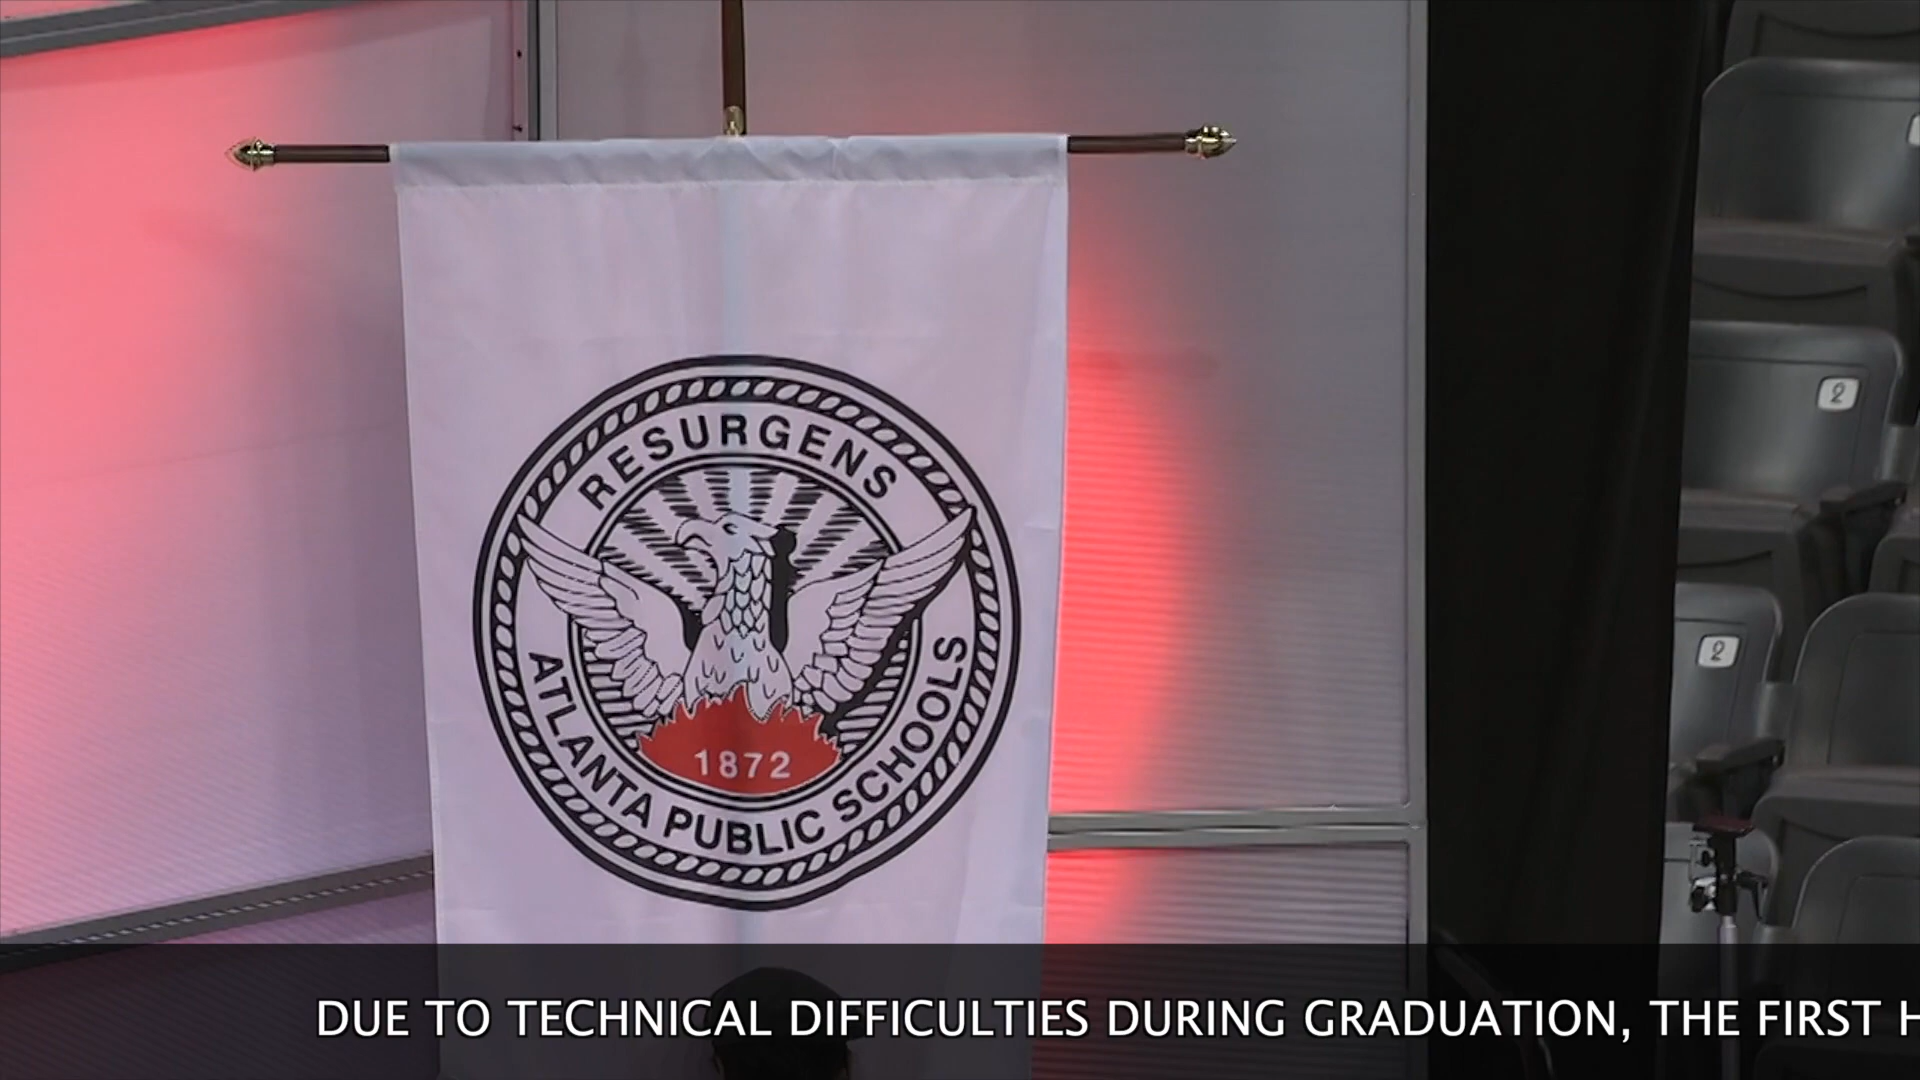 RESURGENS
ATLANTA PUBLIC SCHOOLS
1872
2
2
DUE TO TECHNICAL DIFFICULTIES DURING GRADUATION, THE FIRST H